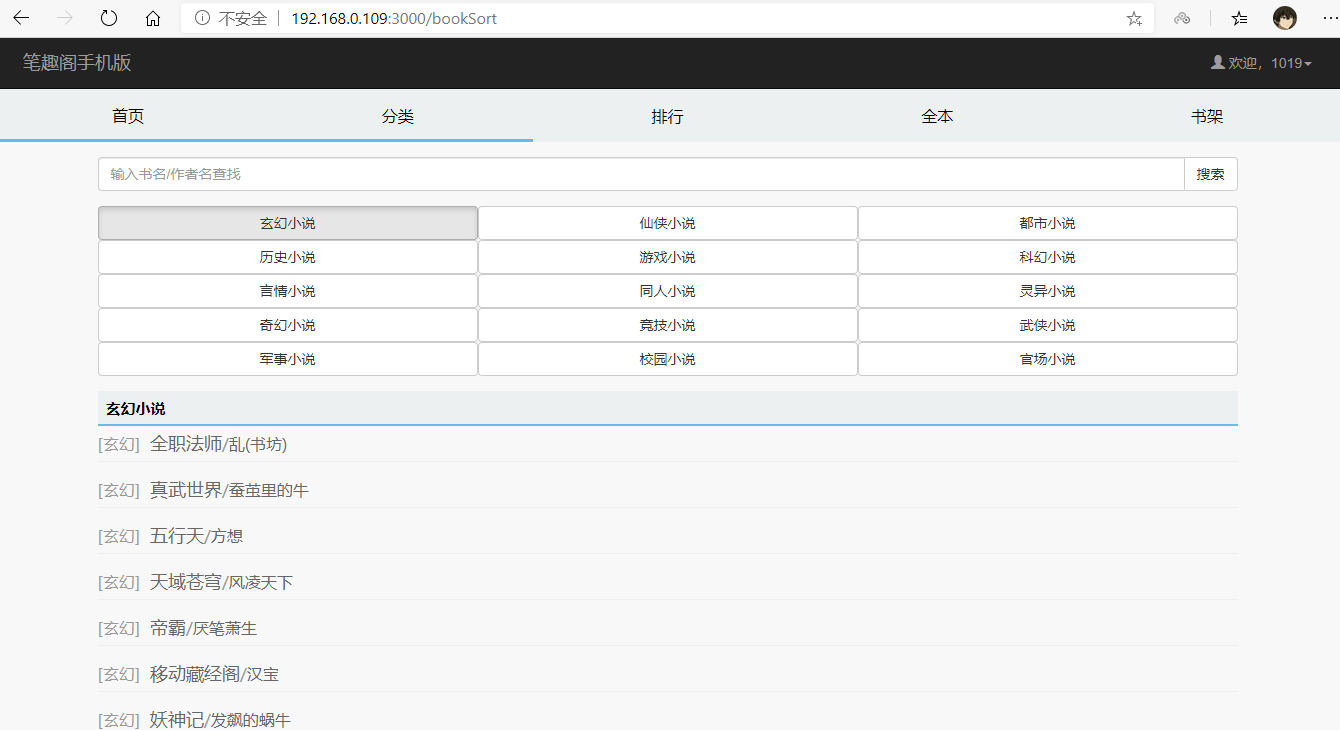 不安全 192.168.0.109:3000/bookSort
笔趣阁手机版 欢迎，1019
首页 分类 排行 全本 书架
输入书名/作者名查找 搜索
玄幻小说 仙侠小说 都市小说
历史小说 游戏小说 科幻小说
言情小说 同人小说 灵异小说
奇幻小说 竞技小说 武侠小说
军事小说 校园小说 官场小说
玄幻小说
[玄幻] 全职法师/乱(书坊)
[玄幻] 真武世界/蚕茧里的牛
[玄幻] 五行天/方想
[玄幻] 天域苍穹/风凌天下
[玄幻] 帝霸/厌笔萧生
[玄幻] 移动藏经阁/汉宝
[玄幻] 妖神记/发飙的蜗牛